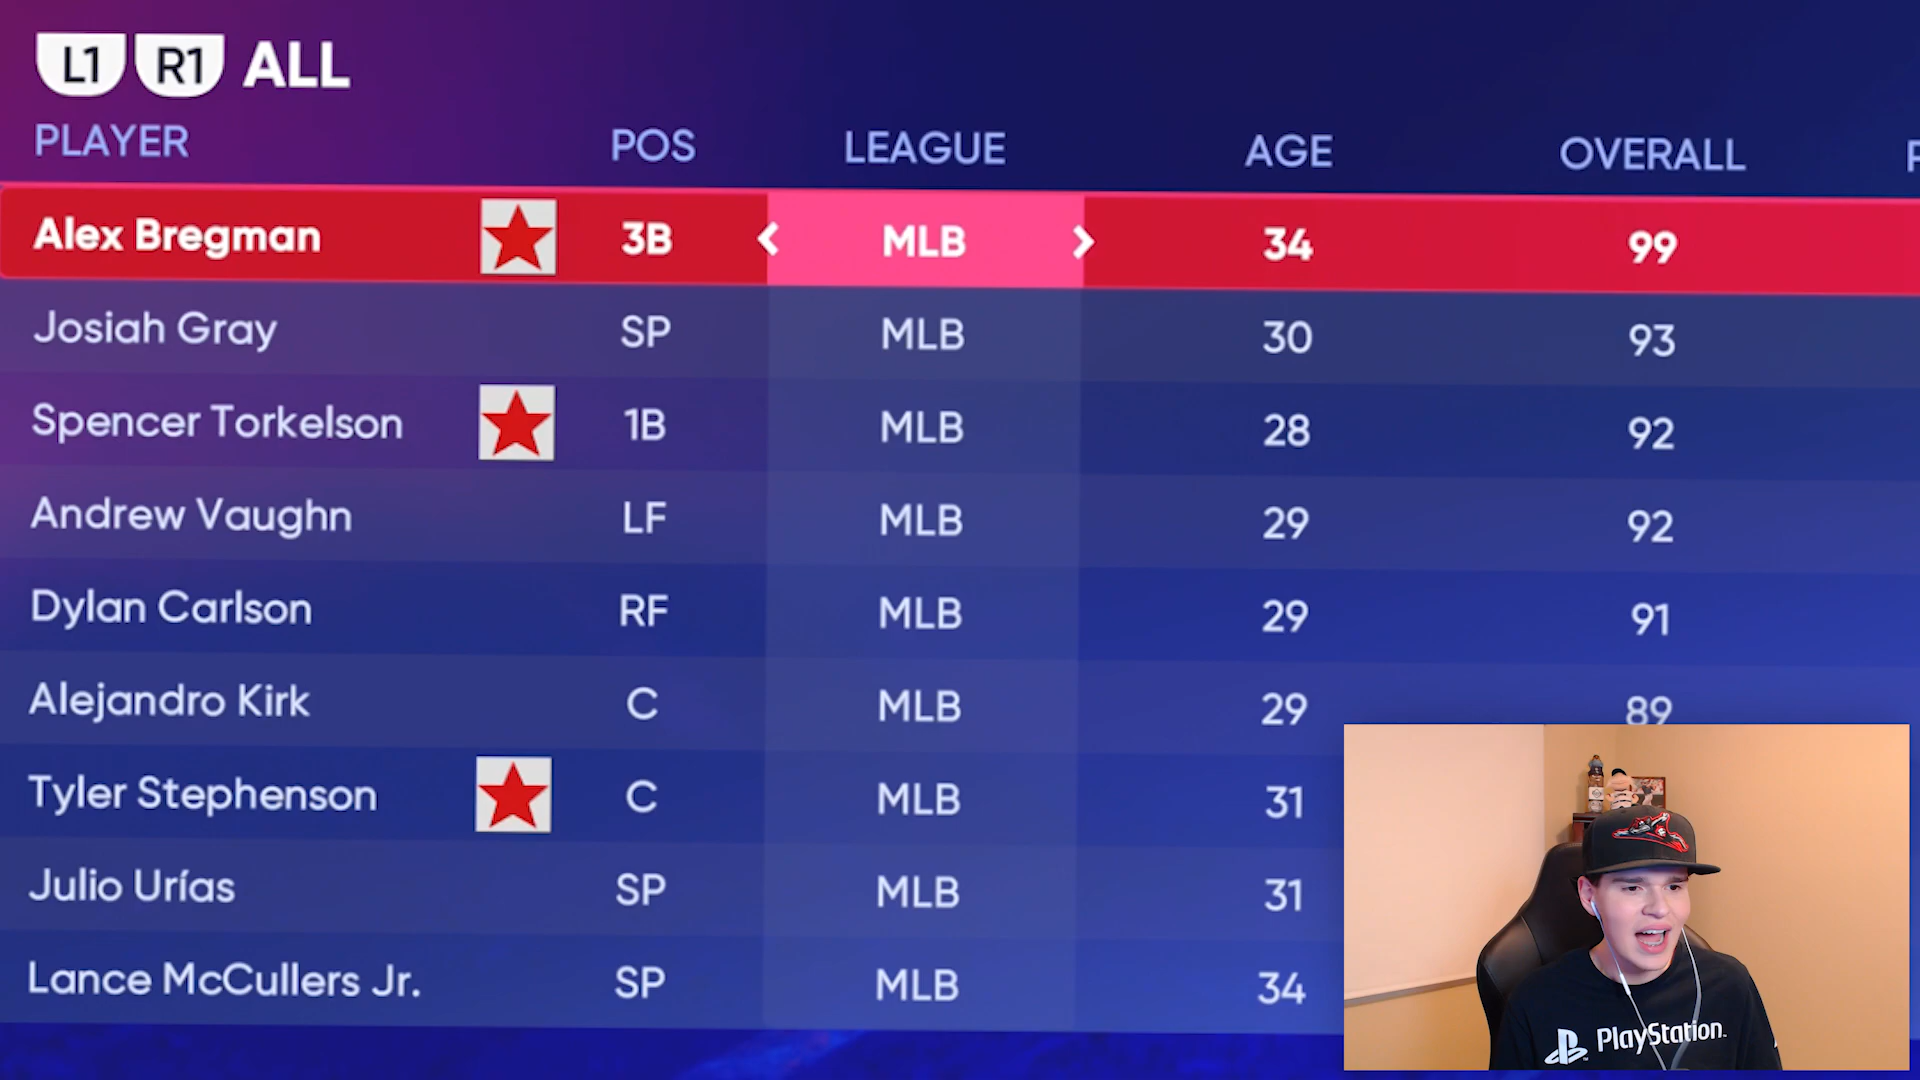 L1 R1 ALL
PLAYER POS LEAGUE AGE OVERALL
Alex Bregman 3B MLB 34 99
Josiah Gray SP MLB 30 93
Spencer Torkelson 1B MLB 28 92
Andrew Vaughn LF MLB 29 92
Dylan Carlson RF MLB 29 91
Alejandro Kirk C MLB 29 89
Tyler Stephenson C MLB 31
Julio Urías SP MLB 31
Lance McCullers Jr. SP MLB 34
PlayStation